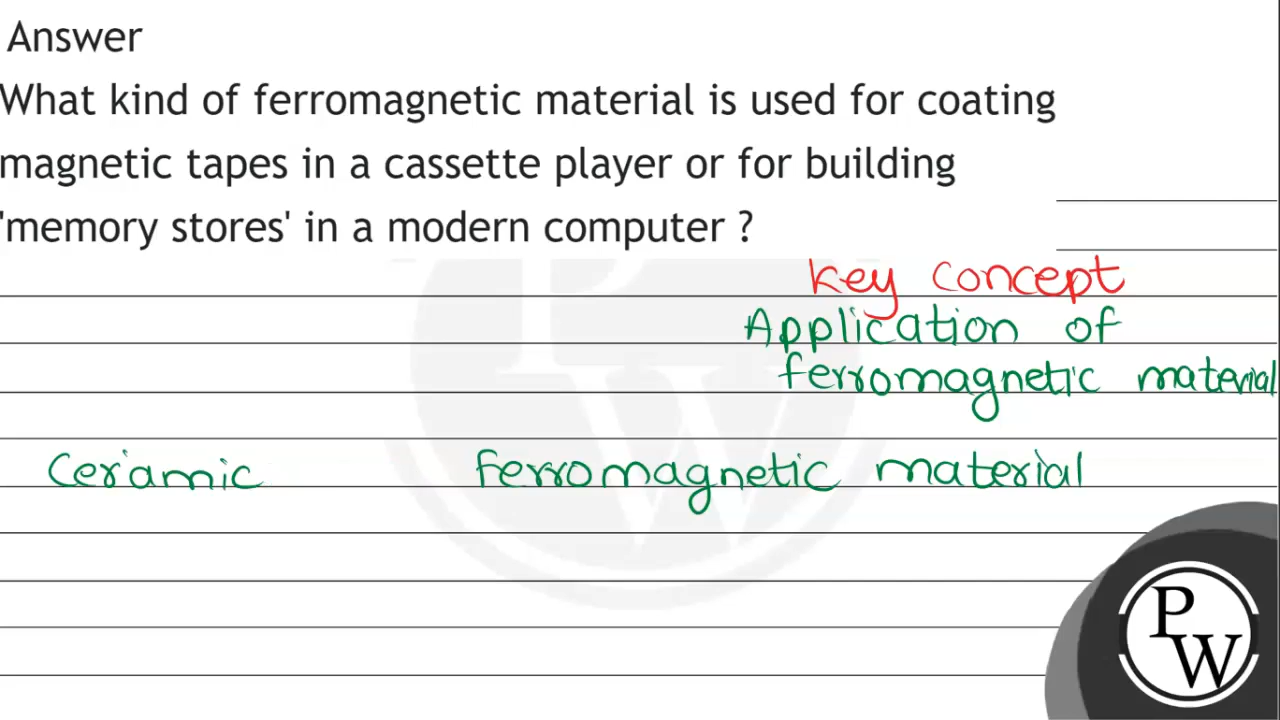 Answer
What kind of ferromagnetic material is used for coating
magnetic tapes in a cassette player or for building
'memory stores' in a modern computer ?
Key Concept
Application of
ferromagnetic material
Ceramic ferromagnetic material
PW
PW